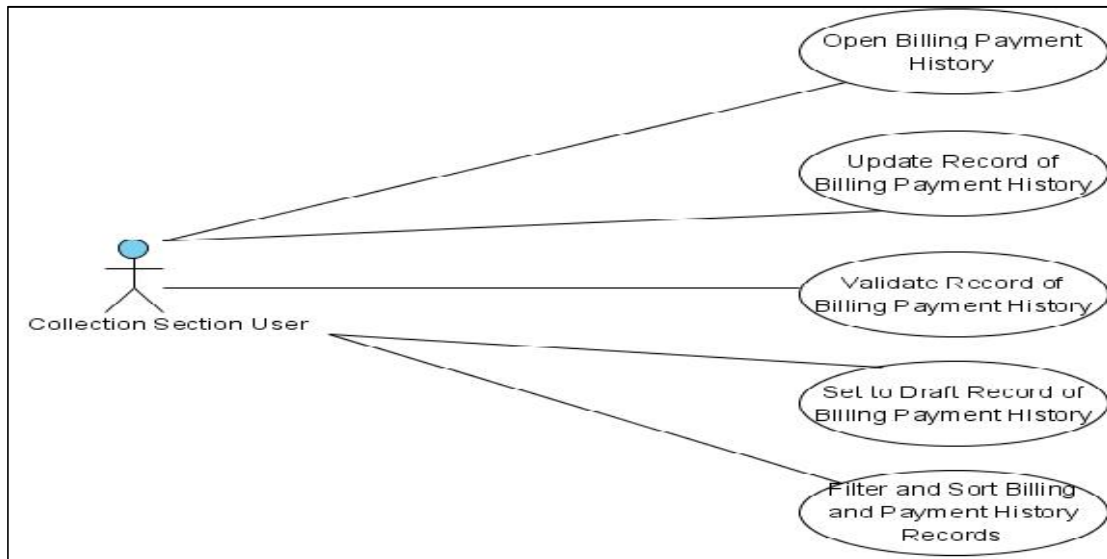 Open Billing Payment
History
Update Record of
Billing Payment History
Validate Record of
Billing Payment History
Collection Section User
Set to Draft Record of
Billing Payment History
Filter and Sort Billing
and Payment History
Records